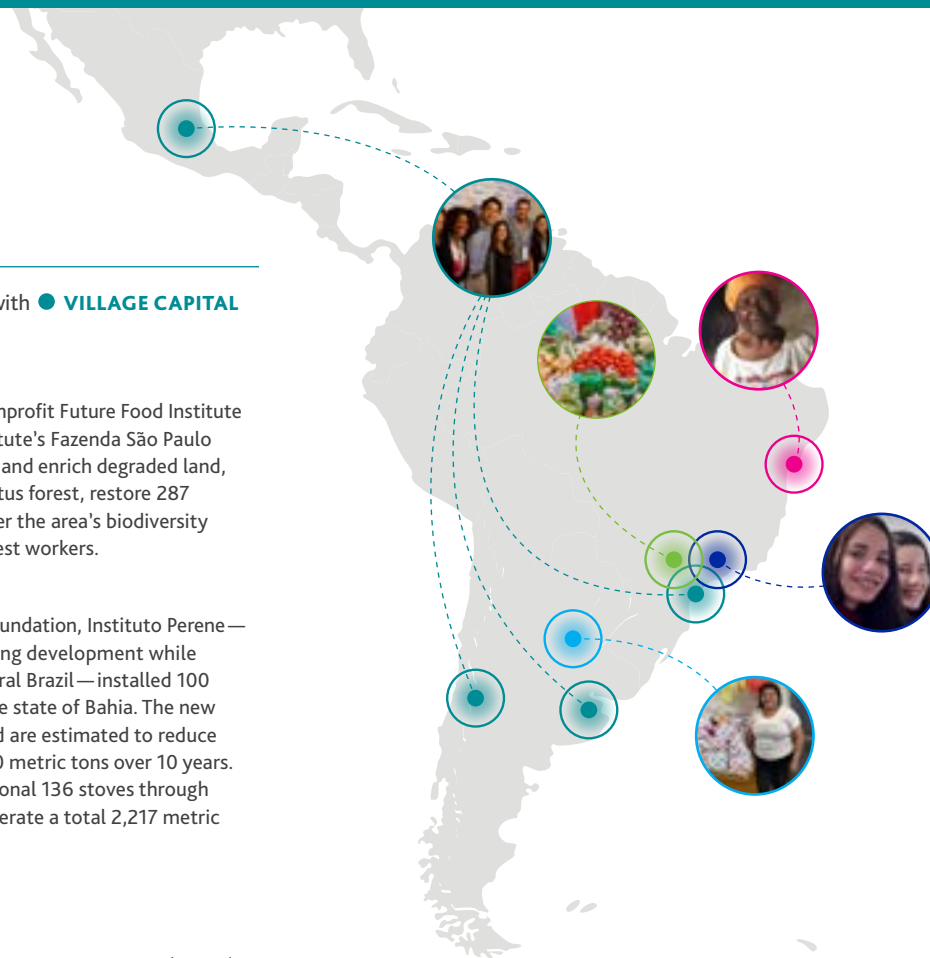 with ● VILLAGE CAPITAL
nprofit Future Food Institute
tute's Fazenda São Paulo
and enrich degraded land,
tus forest, restore 287
er the area's biodiversity
est workers.
undation, Instituto Perene—
ng development while
ral Brazil—installed 100
e state of Bahia. The new
d are estimated to reduce
0 metric tons over 10 years.
onal 136 stoves through
erate a total 2,217 metric